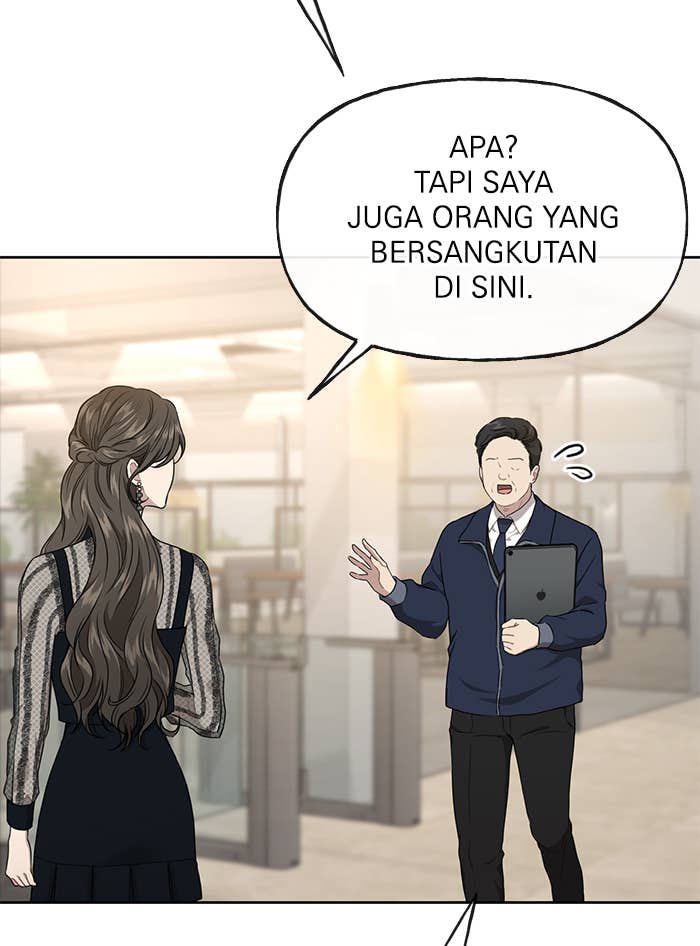 APA?
TAPI SAYA
JUGA ORANG YANG
BERSANGKUTAN
DI SINI.